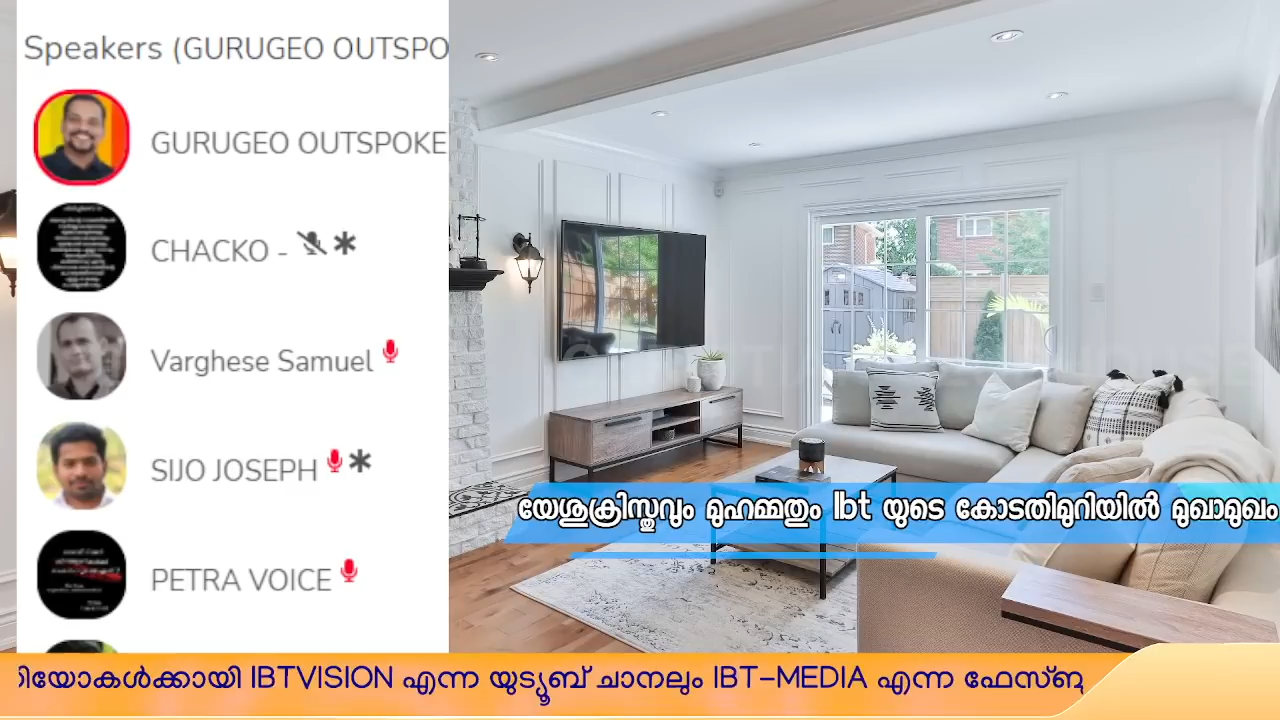 Speakers (GURUGEO OUTSPO
GURUGEO OUTSPOKE
CHACKO -
Varghese Samuel
SIJO JOSEPH
PETRA VOICE
യേശുക്രിസ്തുവും മുഹമ്മതും Ibt യുടെ കോടതിമുറിയിൽ മുഖാമുഖം
ിയോകൾക്കായി IBTVISION എന്ന യുട്യൂബ് ചാനലും IBT-MEDIA എന്ന ഫേസ്ബു